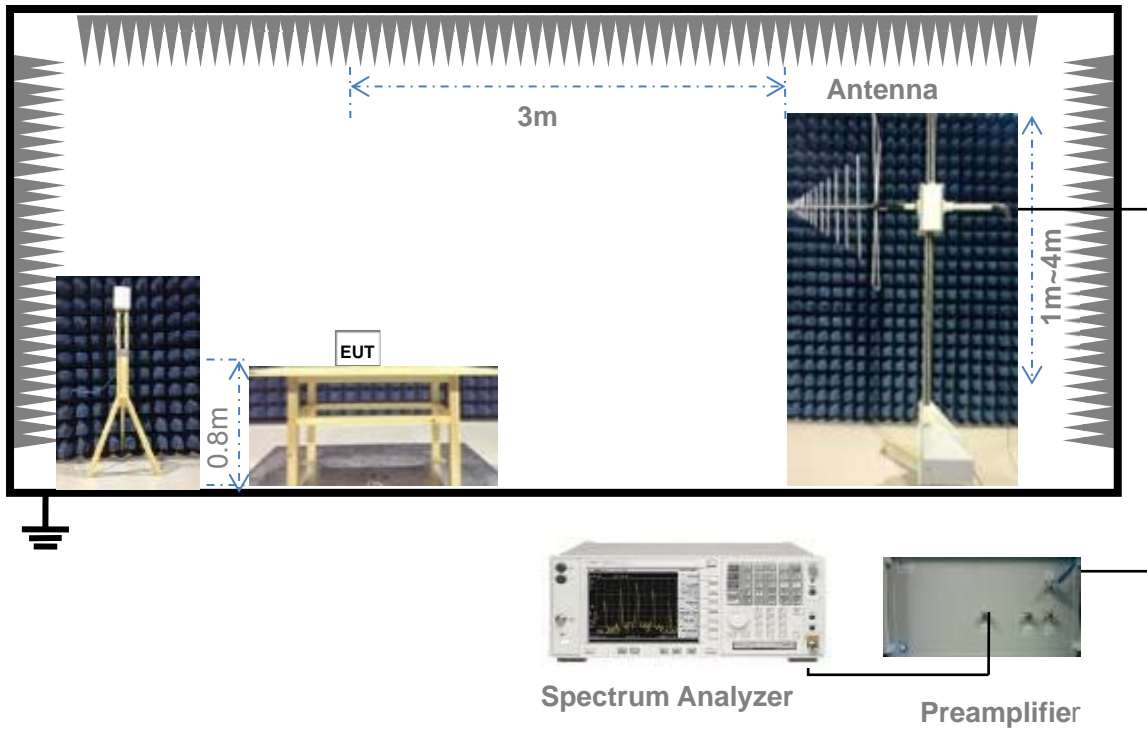 Antenna
3m
1m~4m
EUT
0.8m
Spectrum Analyzer
Preamplifier